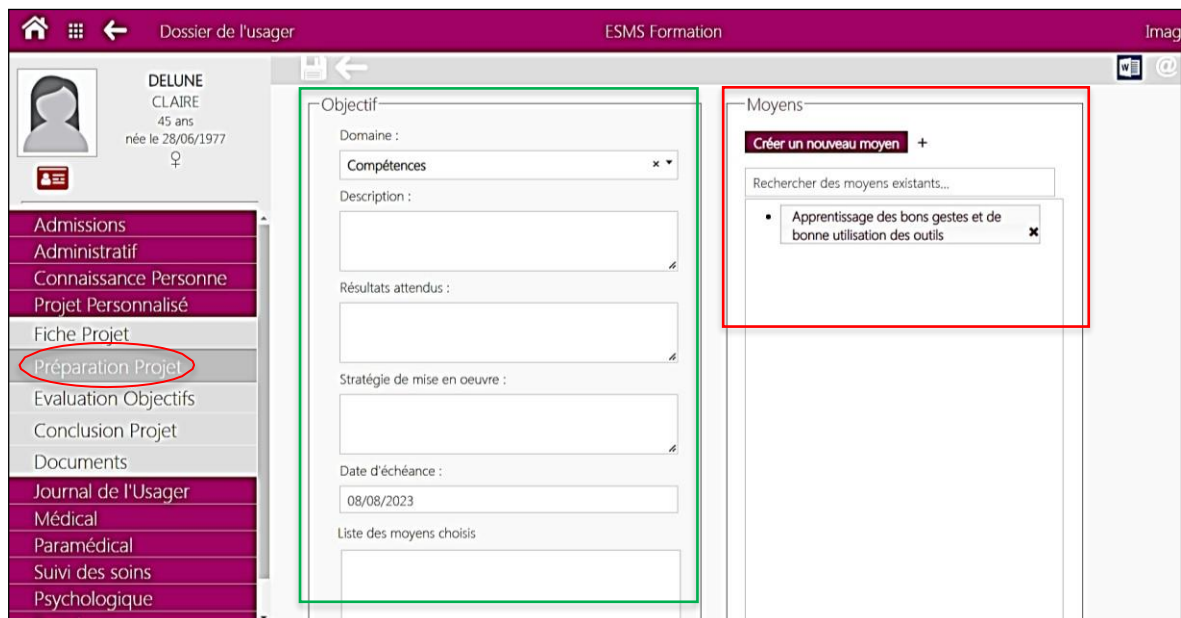 Dossier de l'usager
ESMS Formation
Imag
DELUNE
CLAIRE
45 ans
née le 28/06/1977
Admissions
Administratif
Connaissance Personne
Projet Personnalisé
Fiche Projet
Préparation Projet
Evaluation Objectifs
Conclusion Projet
Documents
Journal de l'Usager
Médical
Paramédical
Suivi des soins
Psychologique
Objectif
Domaine :
Compétences
Description :
Résultats attendus :
Stratégie de mise en oeuvre :
Date d'échéance :
08/08/2023
Liste des moyens choisis
Moyens
Créer un nouveau moyen +
Rechercher des moyens existants...
Apprentissage des bons gestes et de
bonne utilisation des outils